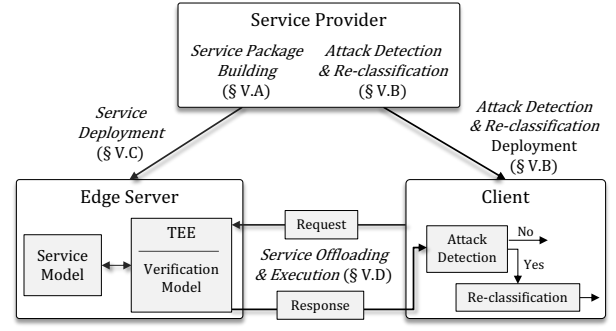 Service Provider
Service Package
Building
(§ V.A)
Attack Detection
& Re-classification
(§ V.B)
Service
Deployment
(§ V.C)
Attack Detection
& Re-classification
Deployment
(§ V.B)
Edge Server
Service
Model
TEE
Verification
Model
Request
Service Offloading
& Execution (§ V.D)
Response
Client
Attack
Detection
No
Yes
Re-classification